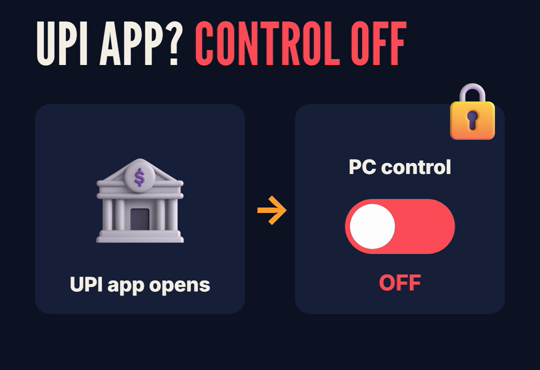 UPI APP? CONTROL OFF
$
UPI app opens
PC control
OFF